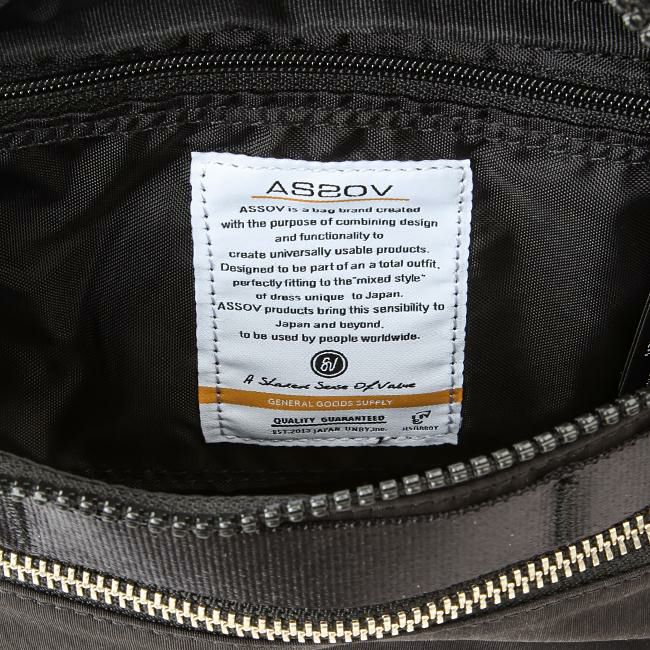 ASSOV
ASSOV is a bag brand created
with the purpose of combining design
and functionality to
create universally usable products.
Designed to be part of an a total outfit,
perfectly fitting to the"mixed style"
of dress unique to Japan.
ASSOV products bring this sensibility to
Japan and beyond,
to be used by people worldwide.
A Shared Sense Of Value
GENERAL GOODS SUPPLY
QUALITY GUARANTEED
EST.2013 JAPAN UNBY,inc.